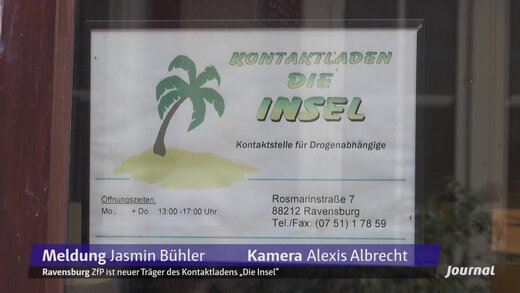 KONTAKTLADEN
DIE
INSEL
Kontaktstelle für Drogenabhängige
Öffnungszeiten:
Mo., + Do. 13:00-17:00 Uhr
Rosmarinstraße 7
88212 Ravensburg
Tel./Fax. (07 51) 1 78 59
Meldung Jasmin Bühler Kamera Alexis Albrecht
Ravensburg ZfP ist neuer Träger des Kontaktladens „Die Insel"
Journal